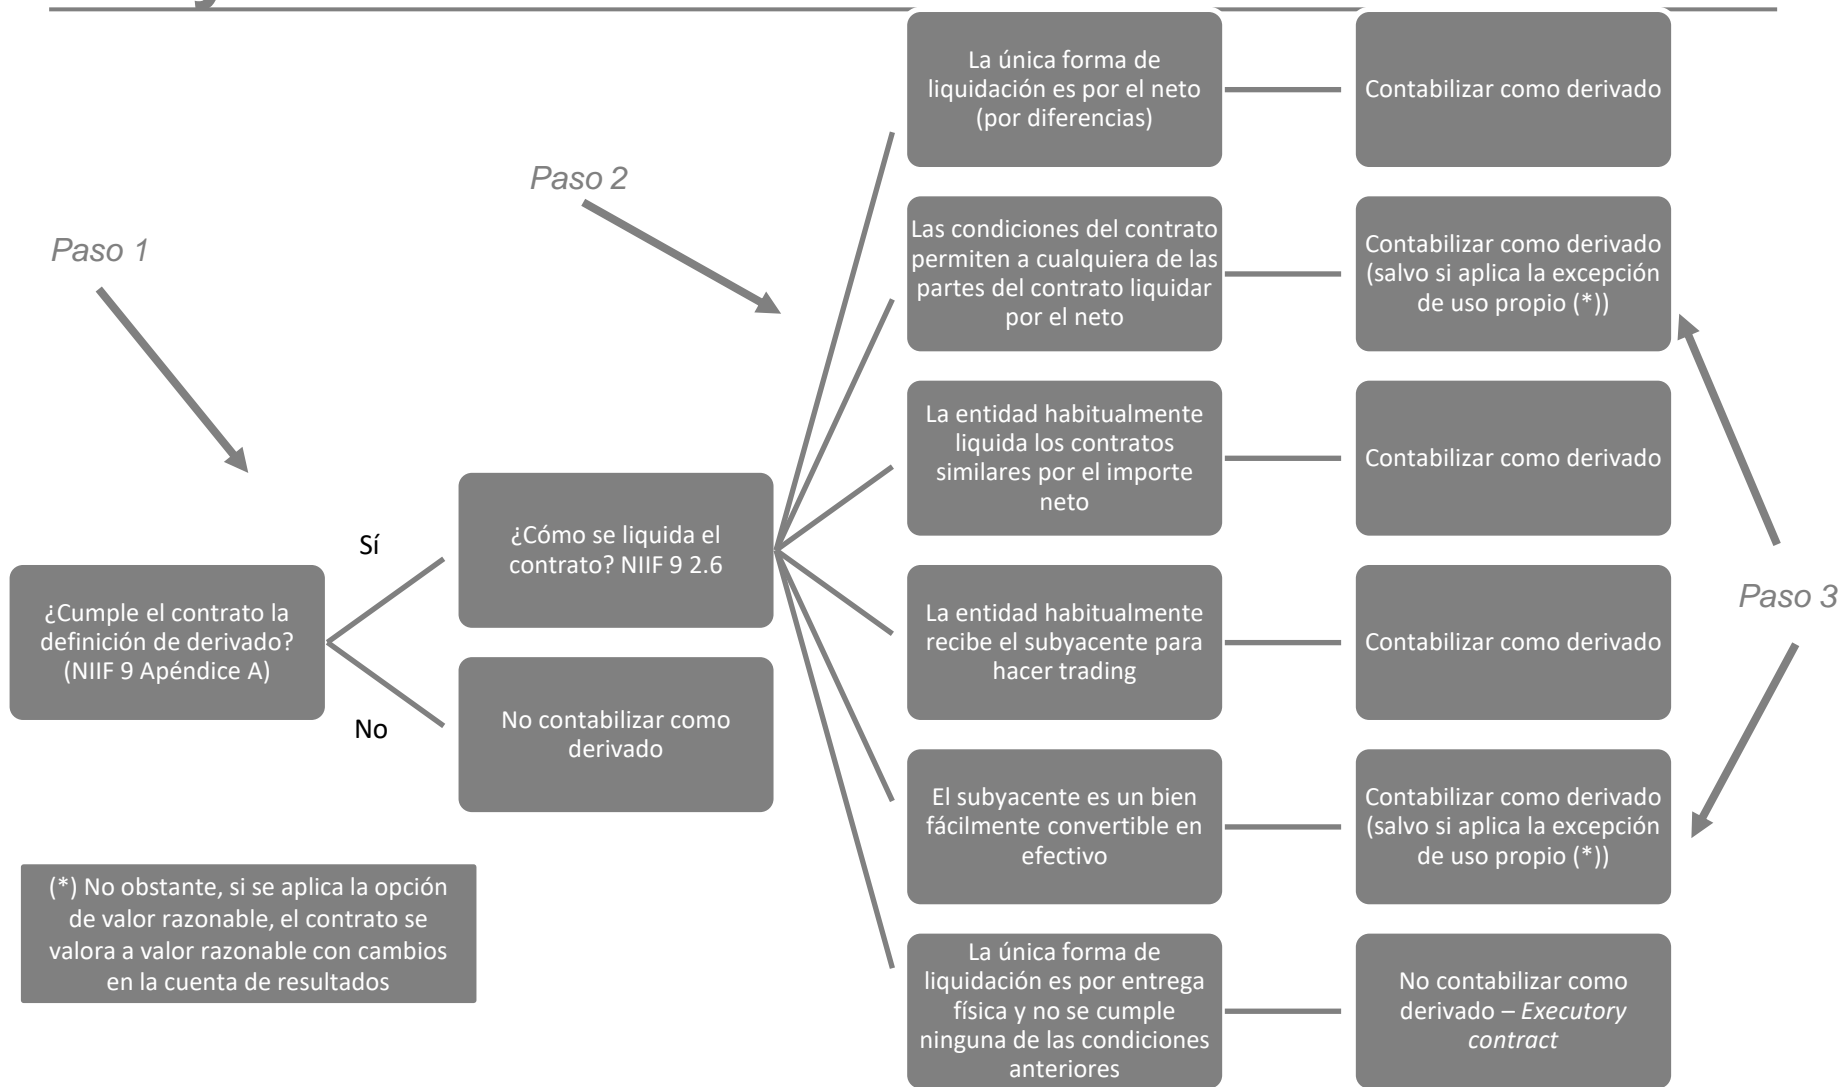 Paso 1
Paso 2
Paso 3
¿Cumple el contrato la
definición de derivado?
(NIIF 9 Apéndice A)
Sí
No
¿Cómo se liquida el
contrato? NIIF 9 2.6
No contabilizar como
derivado
La única forma de
liquidación es por el neto
(por diferencias)
Contabilizar como derivado
Las condiciones del contrato
permiten a cualquiera de las
partes del contrato liquidar
por el neto
Contabilizar como derivado
(salvo si aplica la excepción
de uso propio (*))
La entidad habitualmente
liquida los contratos
similares por el importe
neto
Contabilizar como derivado
La entidad habitualmente
recibe el subyacente para
hacer trading
Contabilizar como derivado
El subyacente es un bien
fácilmente convertible en
efectivo
Contabilizar como derivado
(salvo si aplica la excepción
de uso propio (*))
La única forma de
liquidación es por entrega
física y no se cumple
ninguna de las condiciones
anteriores
No contabilizar como
derivado – Executory
contract
(*) No obstante, si se aplica la opción
de valor razonable, el contrato se
valora a valor razonable con cambios
en la cuenta de resultados